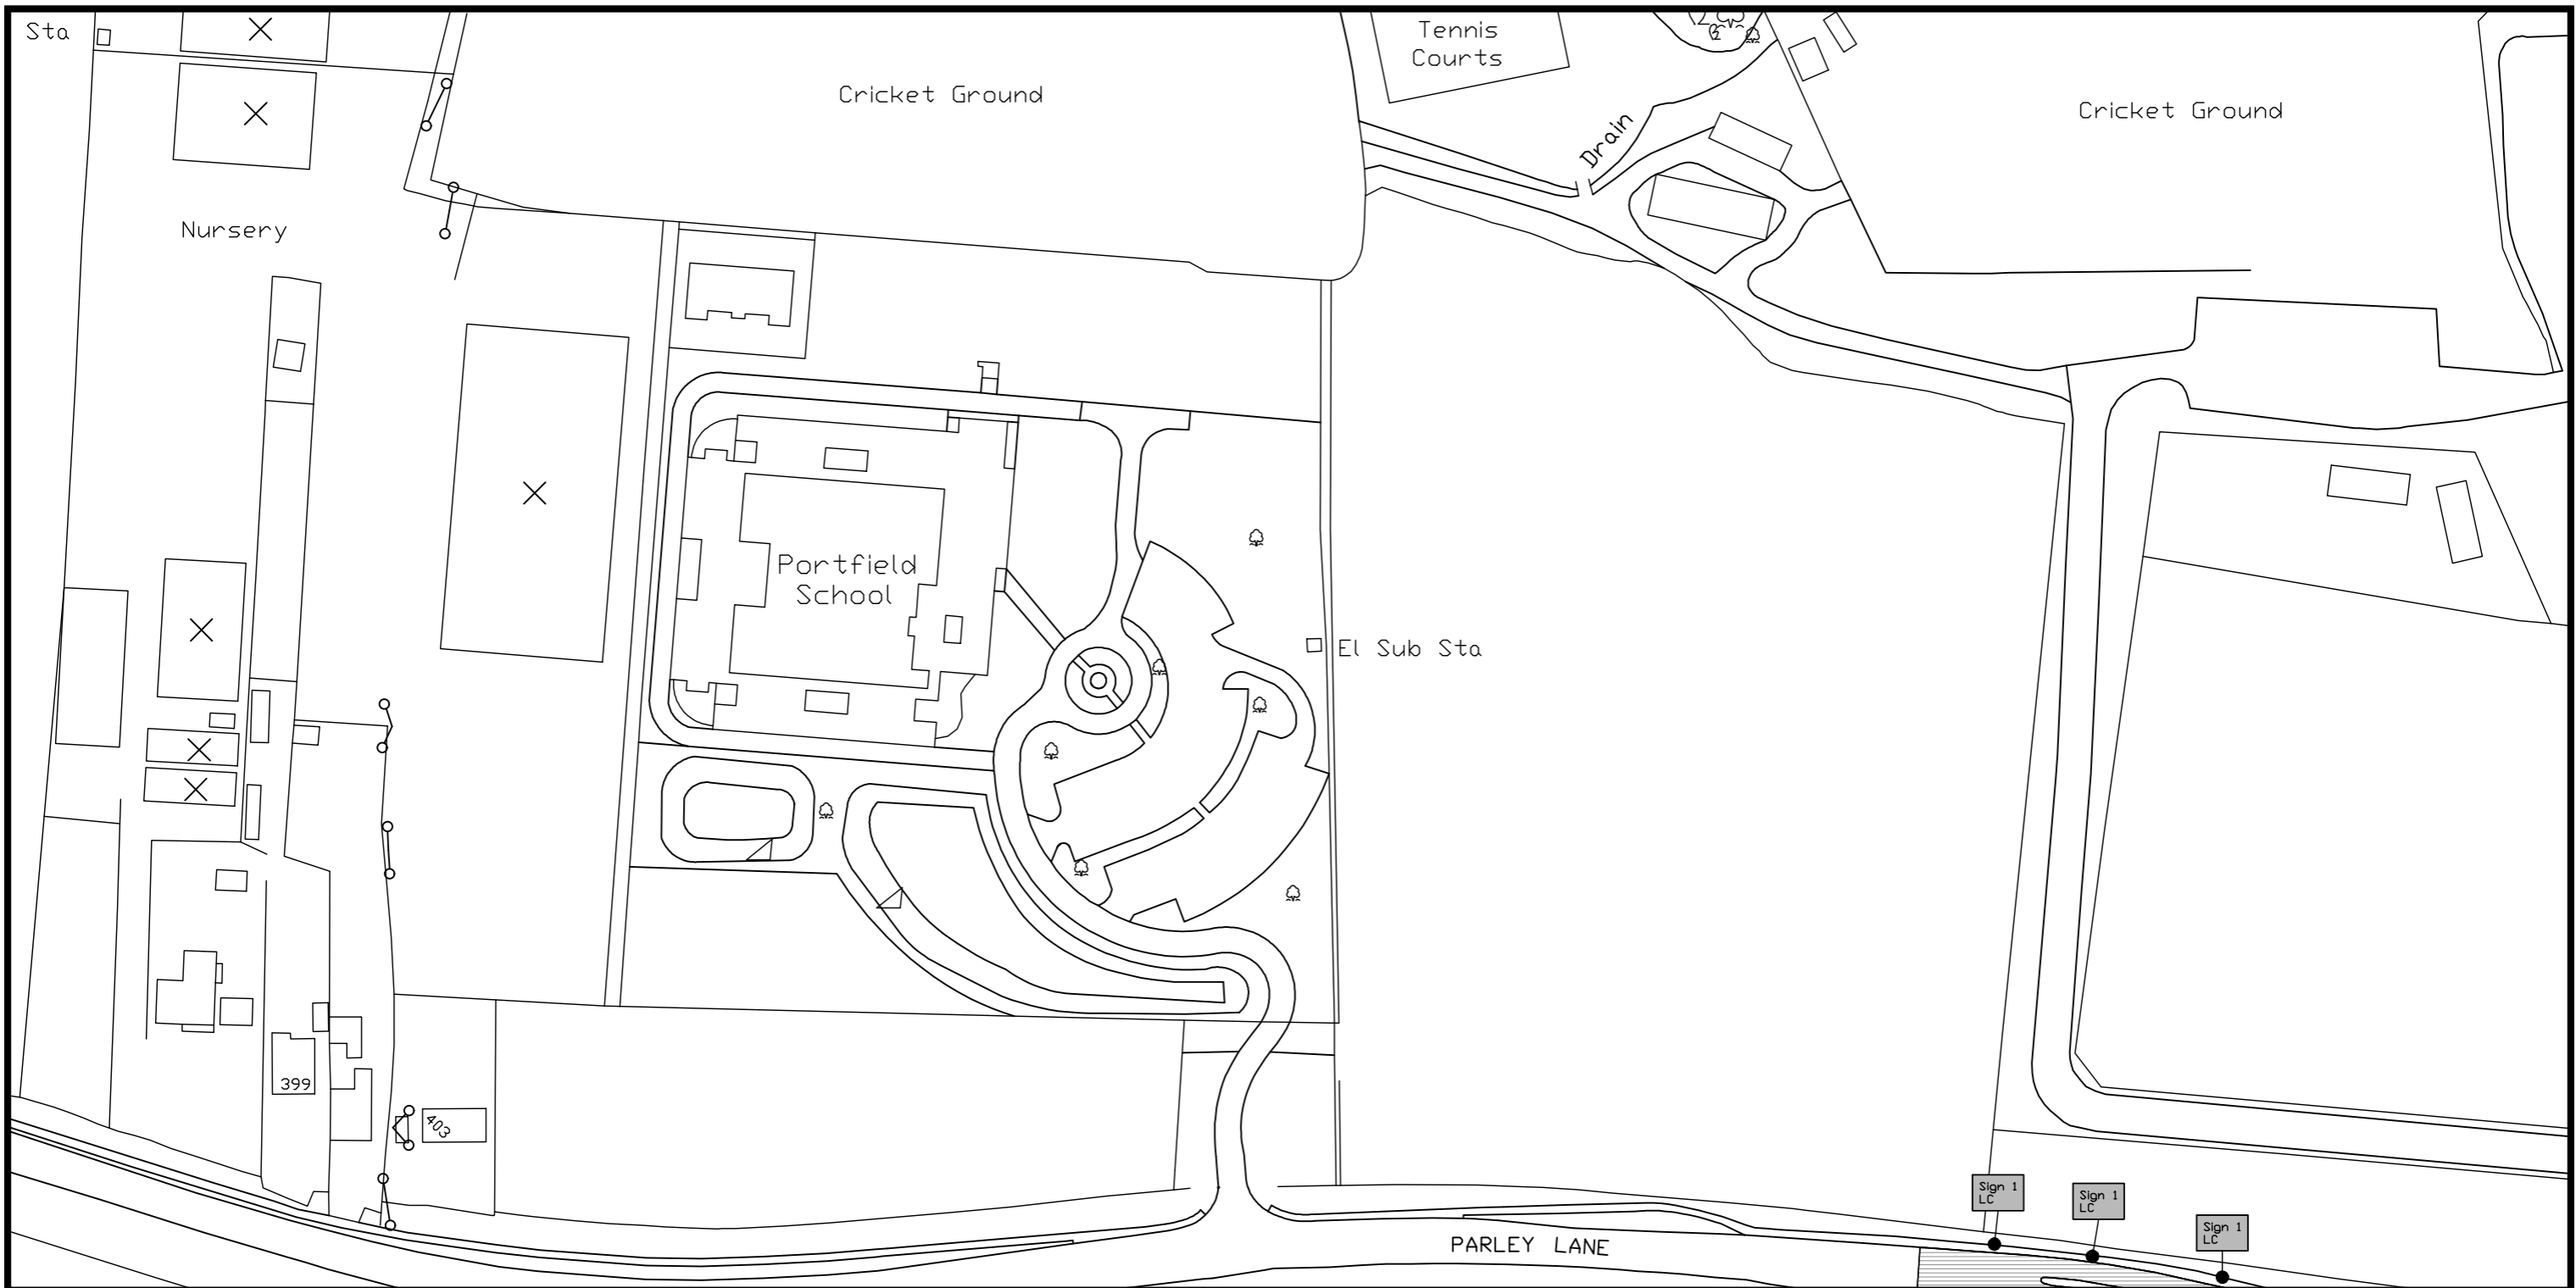 Sta
Tennis
Courts
Cricket Ground
Cricket Ground
Drain
Nursery
Portfield
School
El Sub Sta
399
403
Sign 1
LC
Sign 1
LC
Sign 1
LC
PARLEY LANE